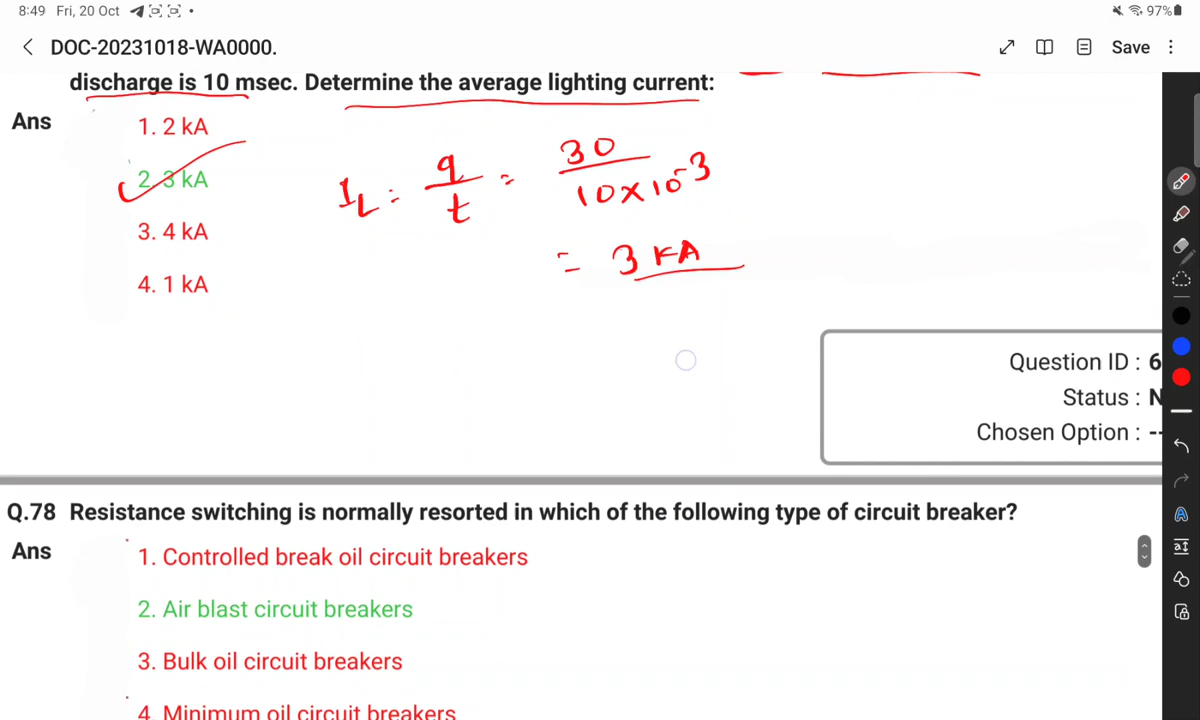 8:49 Fri, 20 Oct
97%
DOC-20231018-WA0000.
Save
discharge is 10 msec. Determine the average lighting current:
Ans
1. 2 kA
2. 3 kA
3. 4 kA
4. 1 kA
IL = q/t = 30/10×10-3
= 3 KA
Question ID : 6
Status : N
Chosen Option : --
Q.78 Resistance switching is normally resorted in which of the following type of circuit breaker?
Ans
1. Controlled break oil circuit breakers
2. Air blast circuit breakers
3. Bulk oil circuit breakers
4. Minimum oil circuit breakers